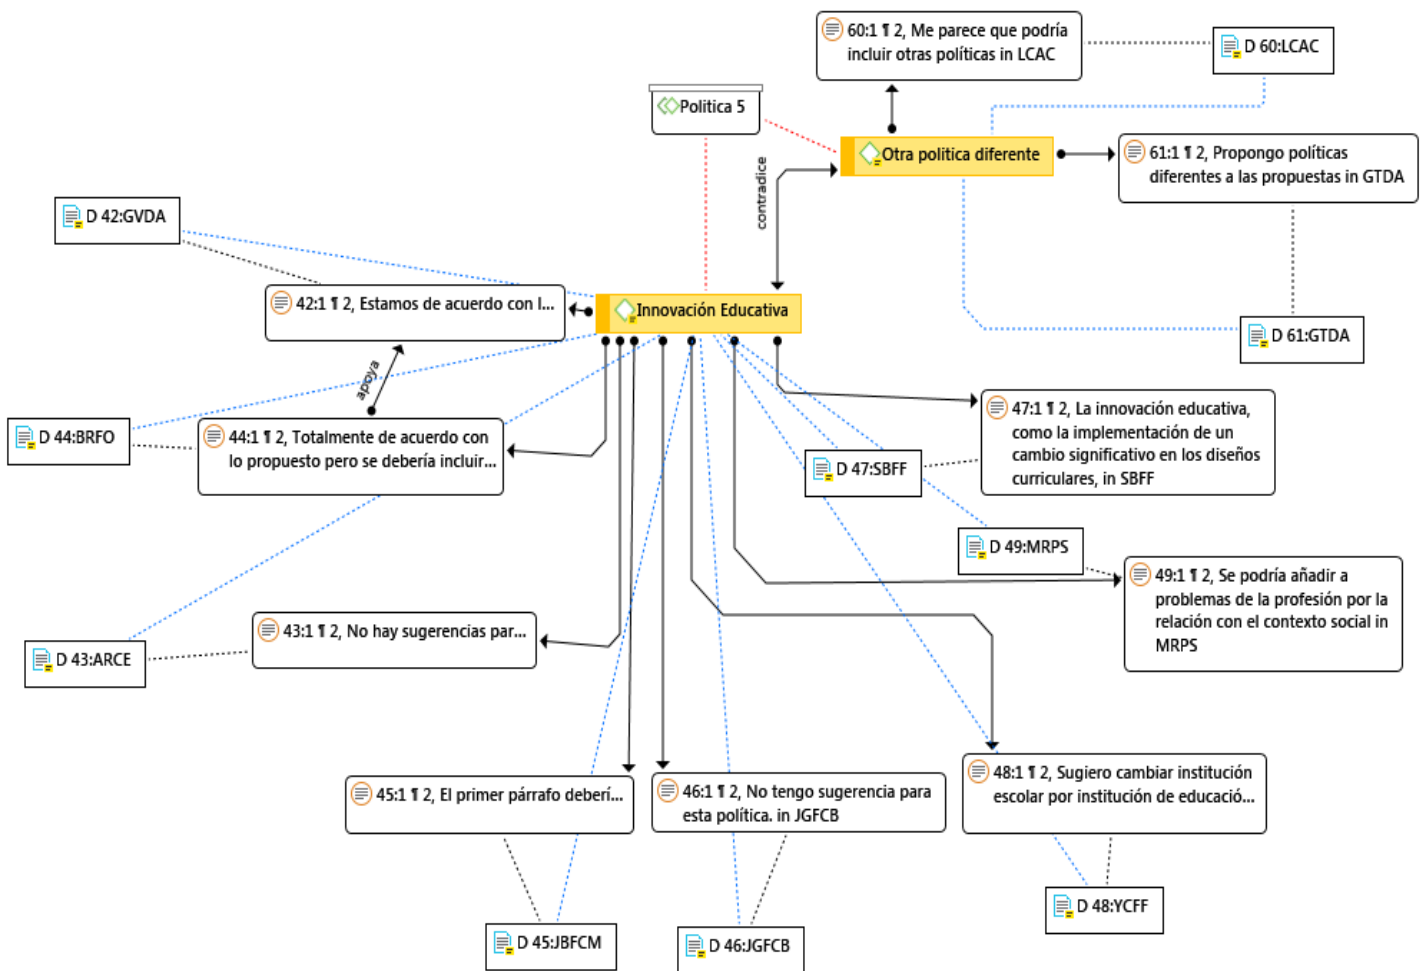 60:1 ¶ 2, Me parece que podría
incluir otras políticas in LCAC
D 60:LCAC
Politica 5
Otra politica diferente
61:1 ¶ 2, Propongo políticas
diferentes a las propuestas in GTDA
contradice
D 42:GVDA
42:1 ¶ 2, Estamos de acuerdo con l...
Innovación Educativa
D 61:GTDA
apoya
D 44:BRFO
44:1 ¶ 2, Totalmente de acuerdo con
lo propuesto pero se debería incluir...
47:1 ¶ 2, La innovación educativa,
como la implementación de un
cambio significativo en los diseños
curriculares, in SBFF
D 47:SBFF
D 49:MRPS
49:1 ¶ 2, Se podría añadir a
problemas de la profesión por la
relación con el contexto social in
MRPS
43:1 ¶ 2, No hay sugerencias par...
D 43:ARCE
45:1 ¶ 2, El primer párrafo deberí...
46:1 ¶ 2, No tengo sugerencia para
esta política. in JGFCB
48:1 ¶ 2, Sugiero cambiar institución
escolar por institución de educació...
D 48:YCFF
D 45:JBFCM
D 46:JGFCB